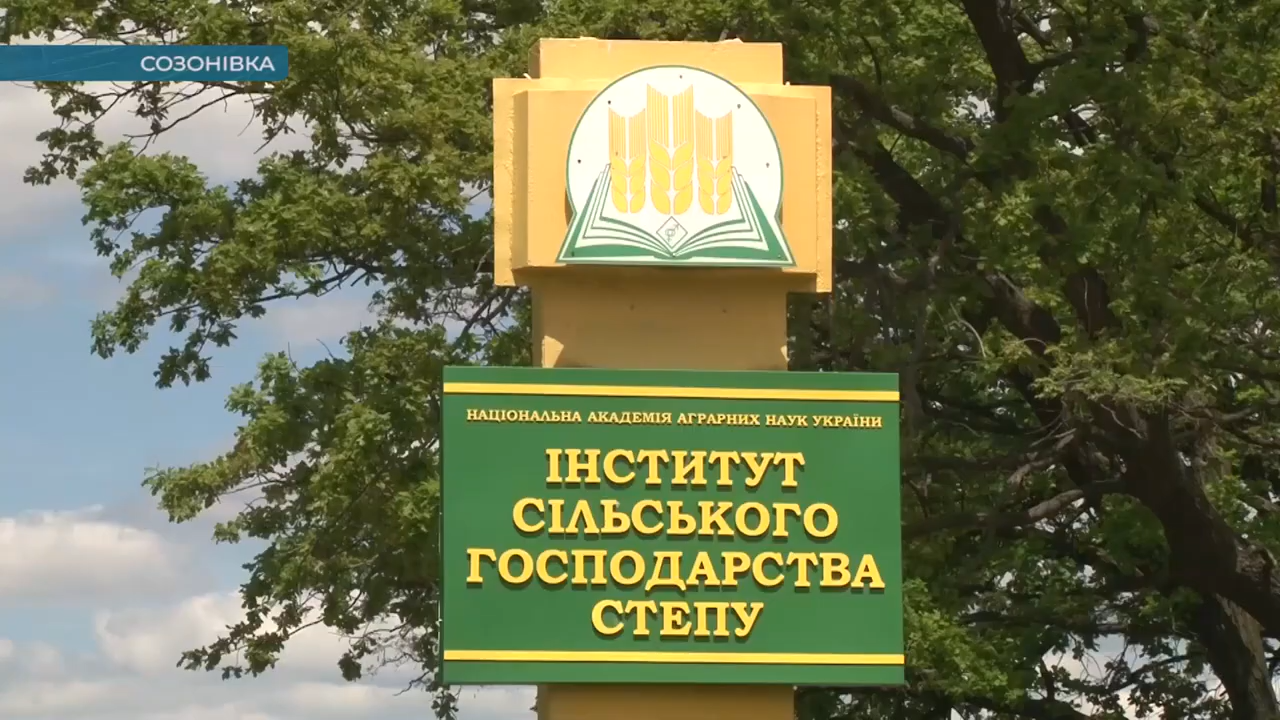 СОЗОНІВКА
НАЦІОНАЛЬНА АКАДЕМІЯ АГРАРНИХ НАУК УКРАЇНИ
ІНСТИТУТ
СІЛЬСЬКОГО
ГОСПОДАРСТВА
СТЕПУ